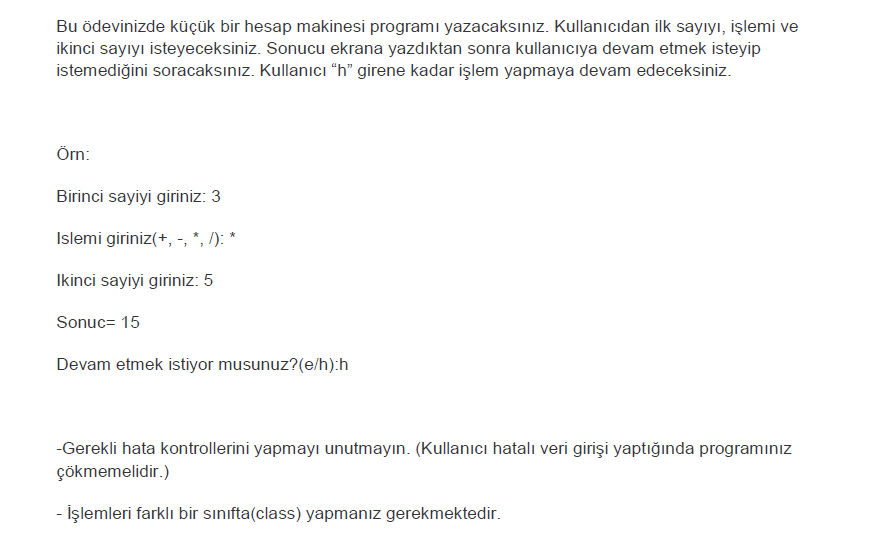 Bu ödevinizde küçük bir hesap makinesi programı yazacaksınız. Kullanıcıdan ilk sayıyı, işlemi ve
ikinci sayıyı isteyeceksiniz. Sonucu ekrana yazdıktan sonra kullanıcıya devam etmek isteyip
istemediğini soracaksınız. Kullanıcı “h” girene kadar işlem yapmaya devam edeceksiniz.
Örn:
Birinci sayiyi giriniz: 3
Islemi giriniz(+, -, *, /): *
Ikinci sayiyi giriniz: 5
Sonuc= 15
Devam etmek istiyor musunuz?(e/h):h
-Gerekli hata kontrollerini yapmayı unutmayın. (Kullanıcı hatalı veri girişi yaptığında programınız
çökmemelidir.)
- İşlemleri farklı bir sınıfta(class) yapmanız gerekmektedir.